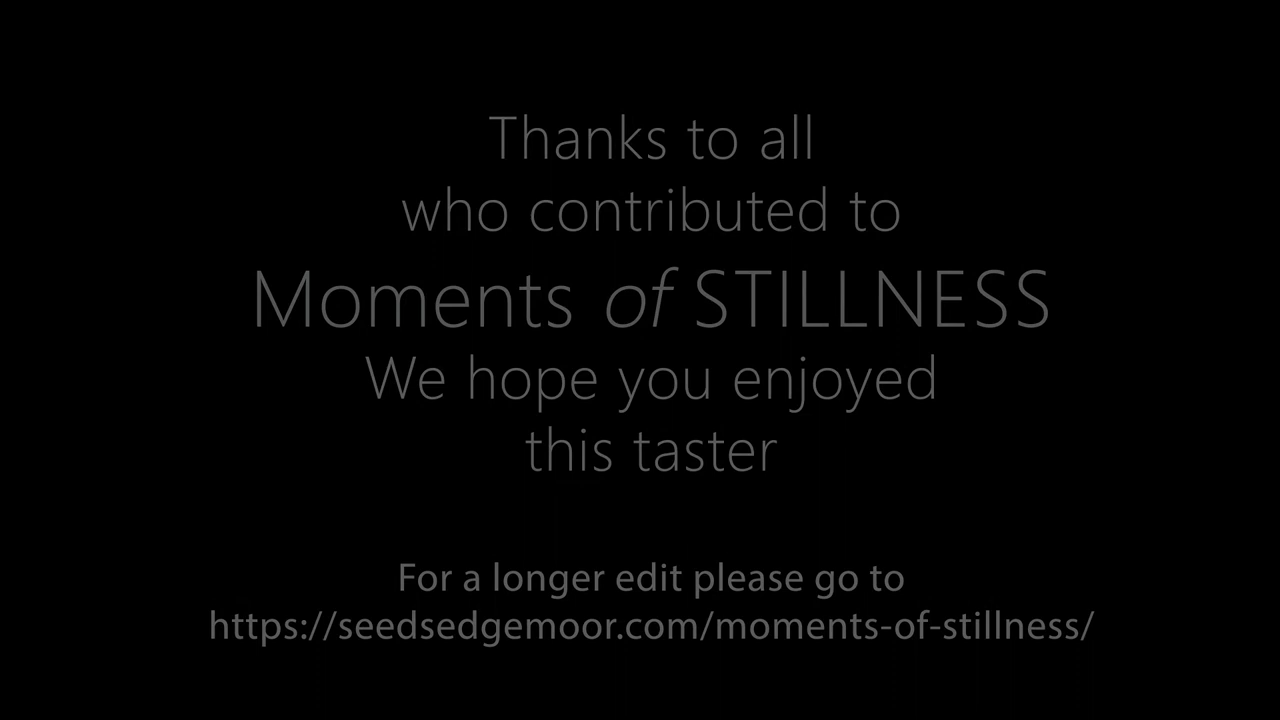 Thanks to all
who contributed to
Moments of STILLNESS
We hope you enjoyed
this taster
For a longer edit please go to
https://seedsedgemoor.com/moments-of-stillness/